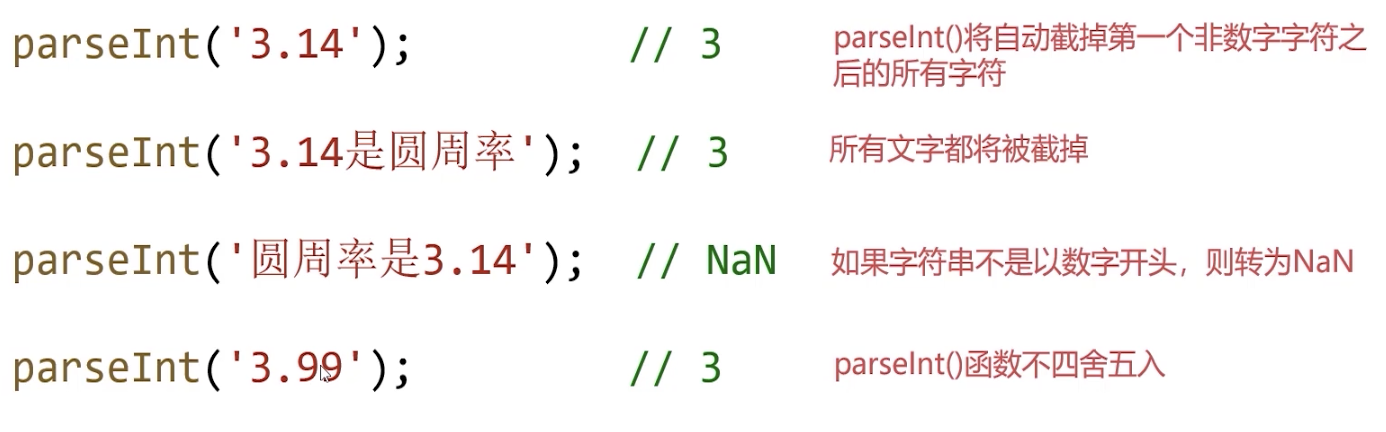 parseInt('3.14'); // 3 parseInt()将自动截掉第一个非数字字符之
后的所有字符
parseInt('3.14是圆周率'); // 3 所有文字都将被截掉
parseInt('圆周率是3.14'); // NaN 如果字符串不是以数字开头，则转为NaN
parseInt('3.99'); // 3 parseInt()函数不四舍五入